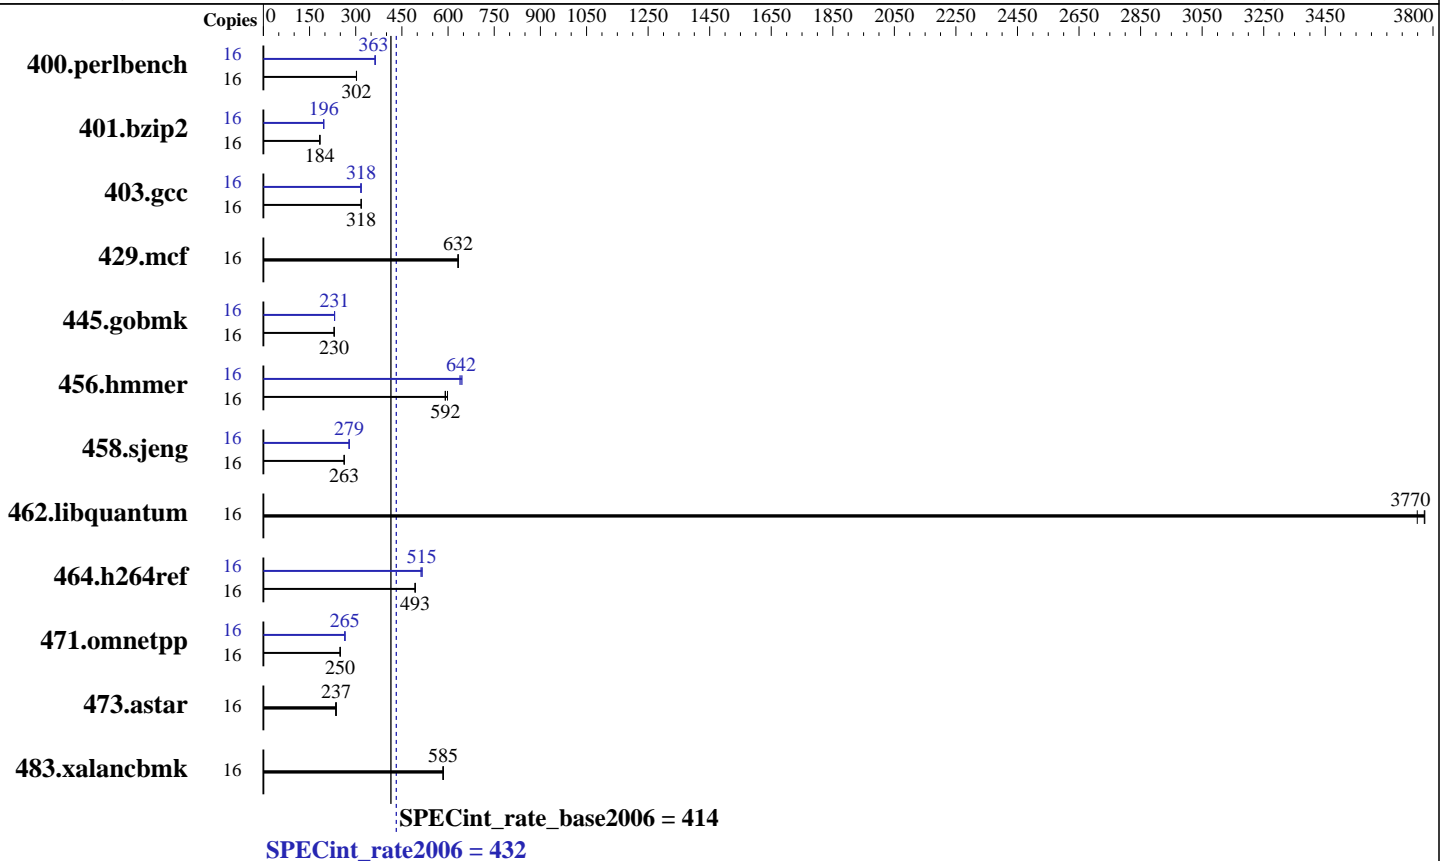 Copies 0 150 300 450 600 750 900 1050 1250 1450 1650 1850 2050 2250 2450 2650 2850 3050 3250 3450 3800
400.perlbench 16 363
16 302
401.bzip2 16 196
16 184
403.gcc 16 318
16 318
429.mcf 16 632
445.gobmk 16 231
16 230
456.hmmer 16 642
16 592
458.sjeng 16 279
16 263
462.libquantum 16 3770
464.h264ref 16 515
16 493
471.omnetpp 16 265
16 250
473.astar 16 237
483.xalancbmk 16 585
SPECint_rate_base2006 = 414
SPECint_rate2006 = 432